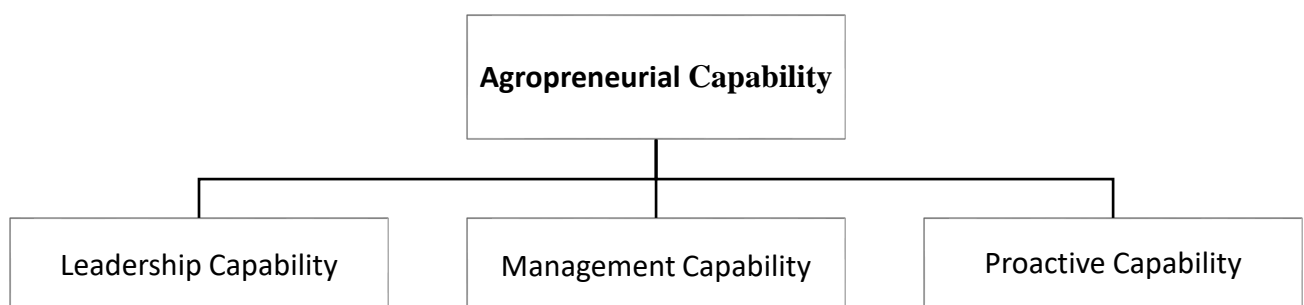 Agropreneurial Capability
Leadership Capability
Management Capability
Proactive Capability